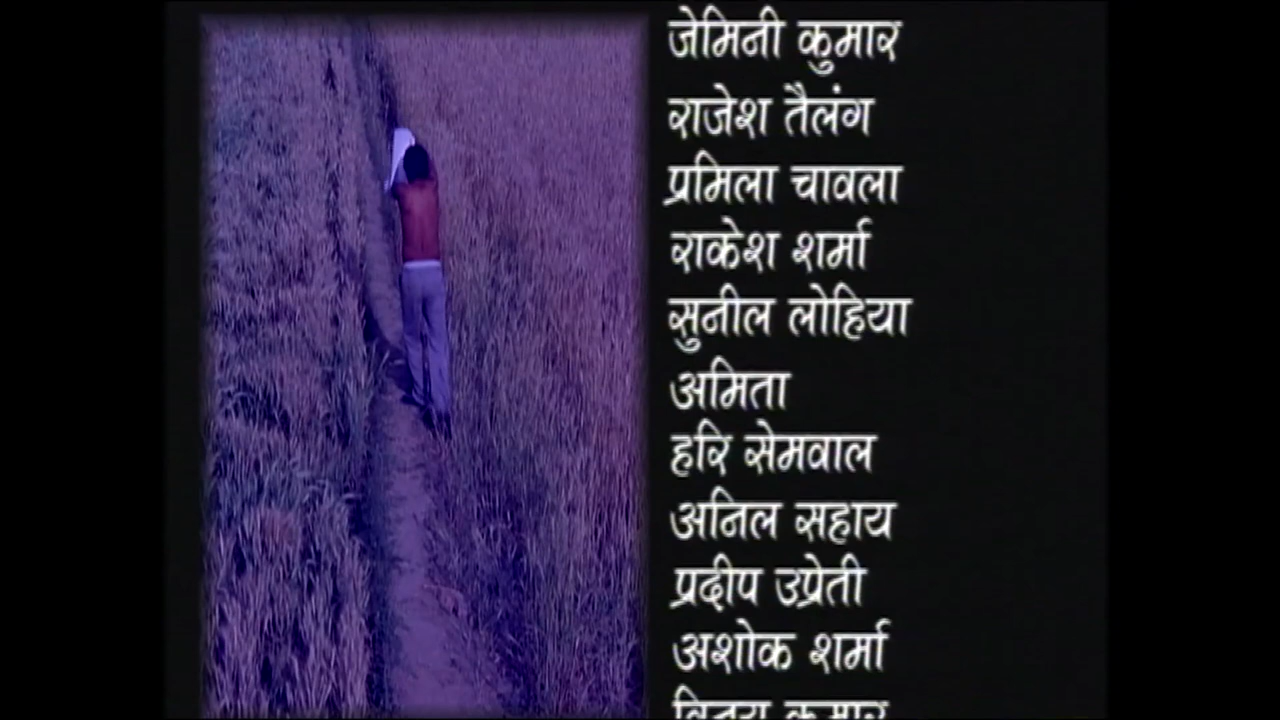 जेमिनी कुमार
राजेश तैलंग
प्रमिला चावला
राकेश शर्मा
सुनील लोहिया
अमिता
हरि सेमवाल
अनिल सहाय
प्रदीप उप्रेती
अशोक शर्मा
कुमार